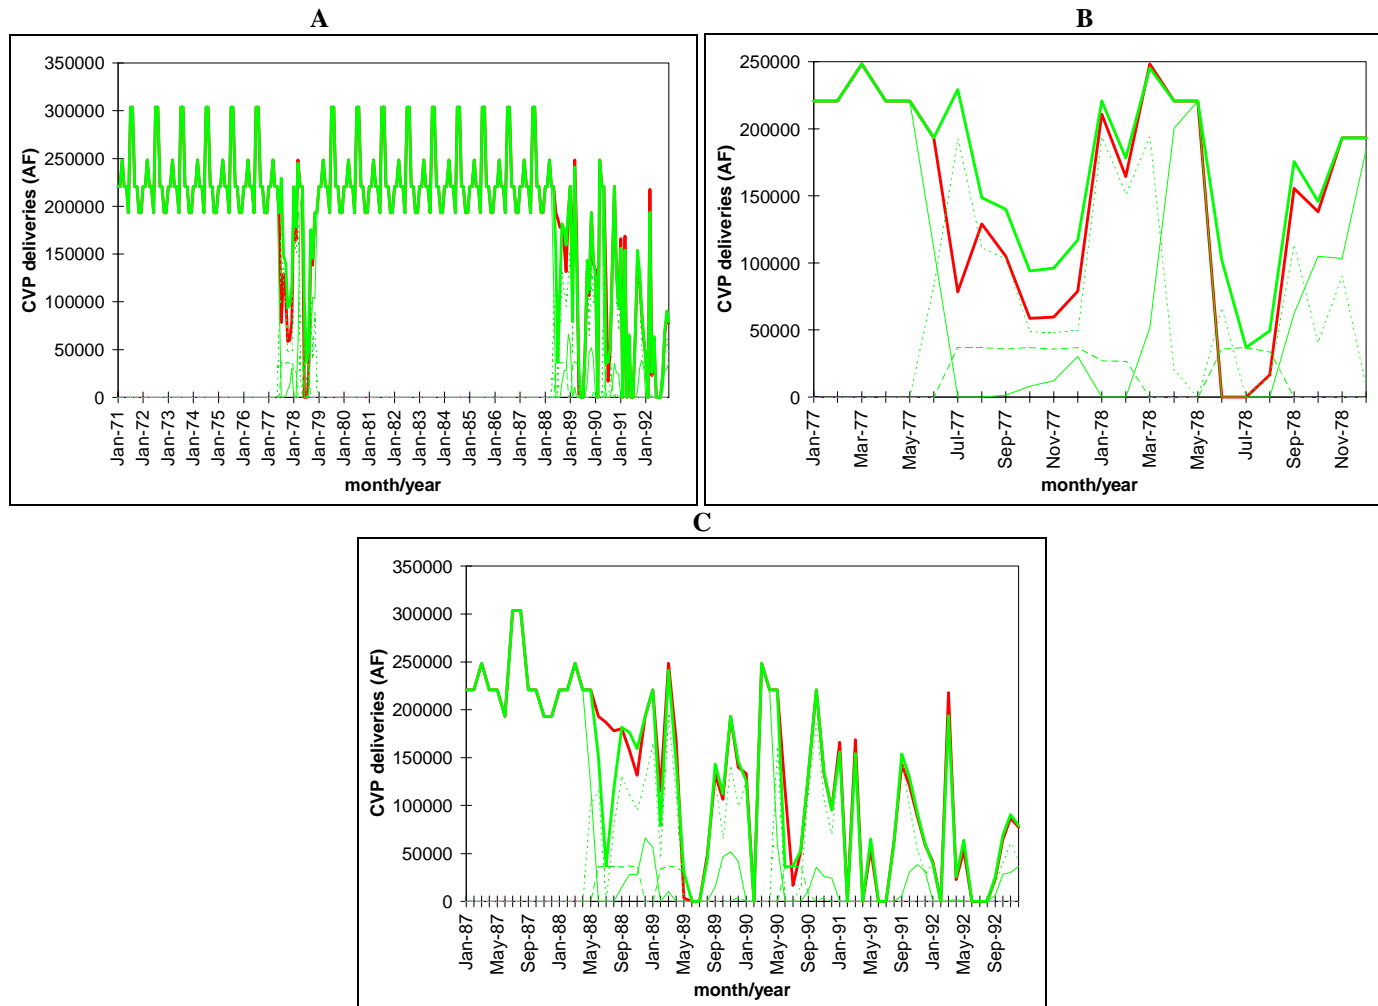 A
350000
300000
250000
200000
150000
100000
50000
0
CVP deliveries (AF)
Jan-71
Jan-72
Jan-73
Jan-74
Jan-75
Jan-76
Jan-77
Jan-78
Jan-79
Jan-80
Jan-81
Jan-82
Jan-83
Jan-84
Jan-85
Jan-86
Jan-87
Jan-88
Jan-89
Jan-90
Jan-91
Jan-92
month/year
B
250000
200000
150000
100000
50000
0
CVP deliveries (AF)
Jan-77
Mar-77
May-77
Jul-77
Sep-77
Nov-77
Jan-78
Mar-78
May-78
Jul-78
Sep-78
Nov-78
month/year
C
350000
300000
250000
200000
150000
100000
50000
0
CVP deliveries (AF)
Jan-87
May-87
Sep-87
Jan-88
May-88
Sep-88
Jan-89
May-89
Sep-89
Jan-90
May-90
Sep-90
Jan-91
May-91
Sep-91
Jan-92
May-92
Sep-92
month/year